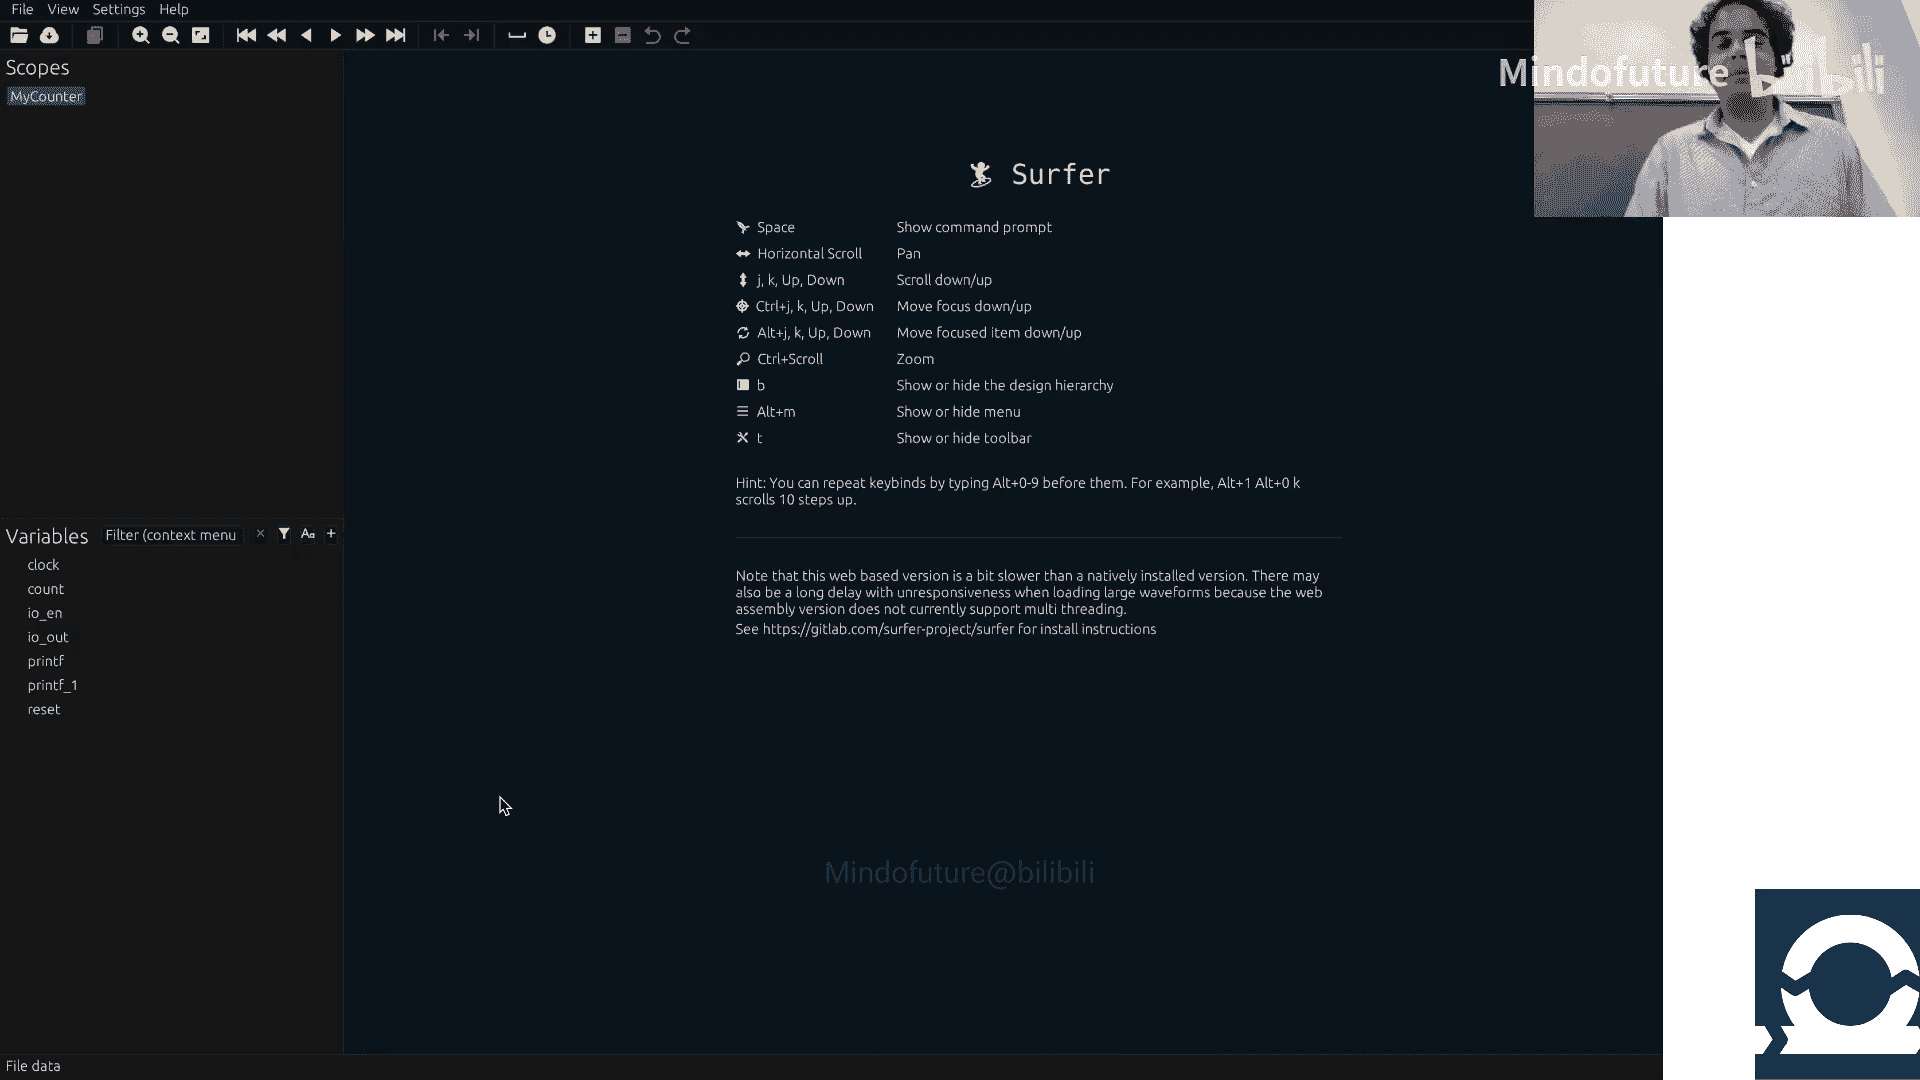 File View Settings Help
Scopes
MyCounter
Mindofuture bilibili
Surfer
Space Show command prompt
Horizontal Scroll Pan
j, k, Up, Down Scroll down/up
Ctrl+j, k, Up, Down Move focus down/up
Alt+j, k, Up, Down Move focused item down/up
Ctrl+Scroll Zoom
b Show or hide the design hierarchy
Alt+m Show or hide menu
t Show or hide toolbar
Hint: You can repeat keybinds by typing Alt+0-9 before them. For example, Alt+1 Alt+0 k
scrolls 10 steps up.
Note that this web based version is a bit slower than a natively installed version. There may
also be a long delay with unresponsiveness when loading large waveforms because the web
assembly version does not currently support multi threading.
See https://gitlab.com/surfer-project/surfer for install instructions
Variables Filter (context menu Aa
clock
count
io_en
io_out
printf
printf_1
reset
Mindofuture@bilibili
File data